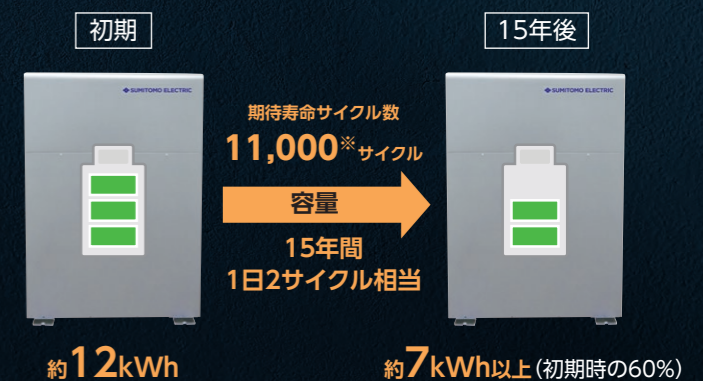 初期
15年後
SUMITOMO ELECTRIC
SUMITOMO ELECTRIC
期待寿命サイクル数
11,000※サイクル
容量
15年間
1日2サイクル相当
約12kWh
約7kWh以上(初期時の60%)